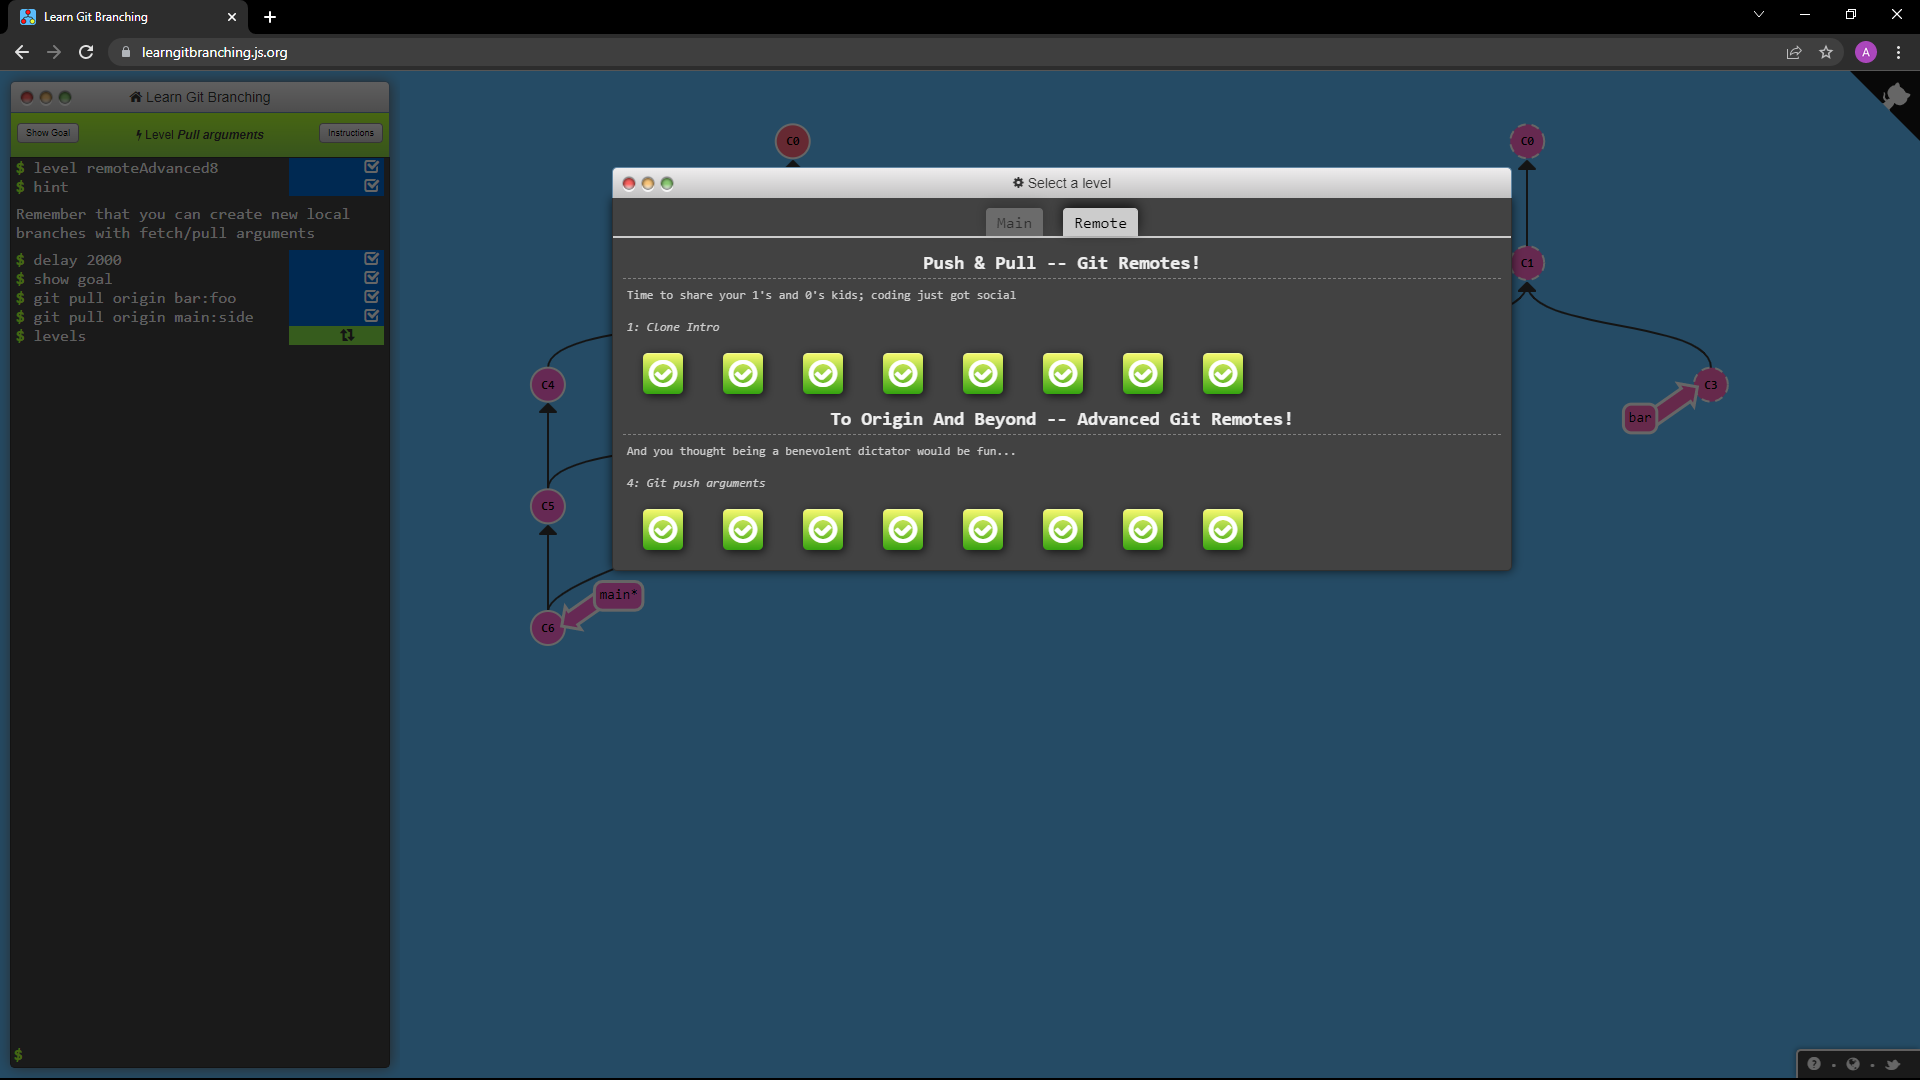 Learn Git Branching
learngitbranching.js.org
A
Learn Git Branching
Show Goal
Level Pull arguments
Instructions
$ level remoteAdvanced8
$ hint
Remember that you can create new local
branches with fetch/pull arguments
$ delay 2000
$ show goal
$ git pull origin bar:foo
$ git pull origin main:side
$ levels
$
C0
C4
C5
C6
main*
Select a level
Main
Remote
Push & Pull -- Git Remotes!
Time to share your 1's and 0's kids; coding just got social
1: Clone Intro
To Origin And Beyond -- Advanced Git Remotes!
And you thought being a benevolent dictator would be fun...
4: Git push arguments
C0
C1
C3
bar
?